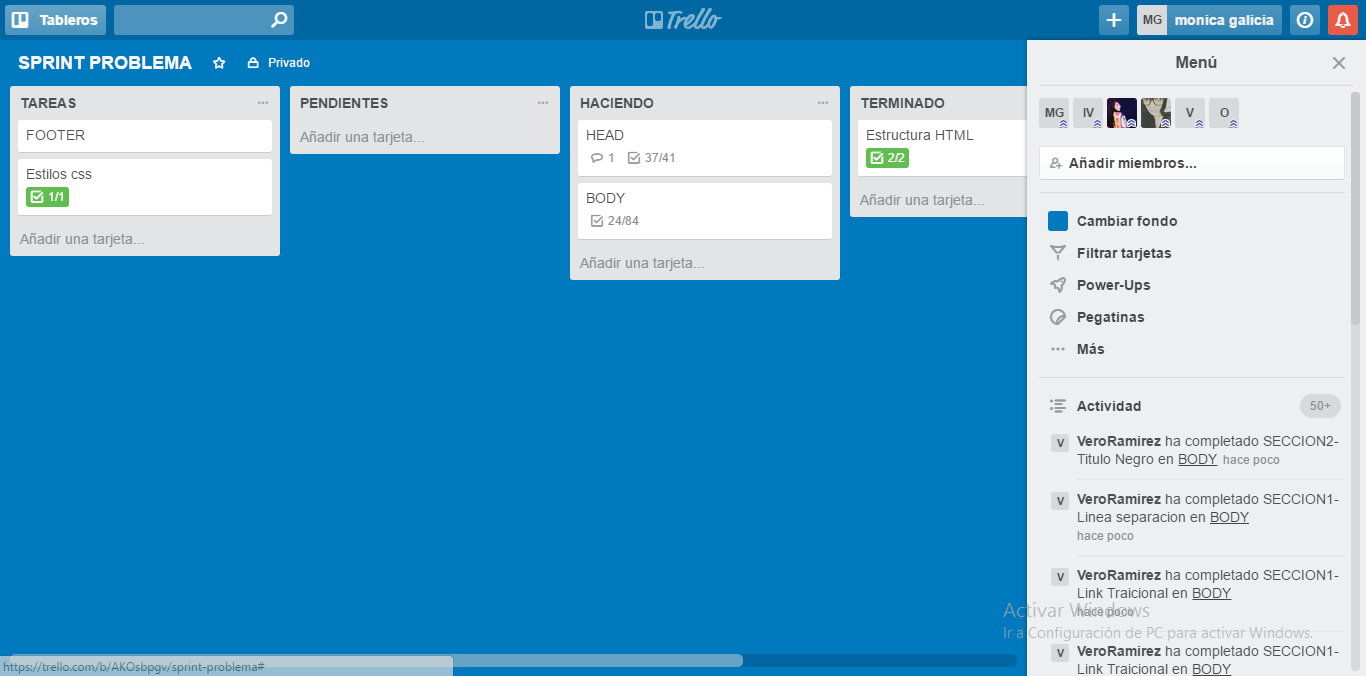 Tableros
Trello
MG
monica galicia
SPRINT PROBLEMA
Privado
TAREAS
FOOTER
Estilos css
1/1
Añadir una tarjeta...
PENDIENTES
Añadir una tarjeta...
HACIENDO
HEAD
1
37/41
BODY
24/84
Añadir una tarjeta...
TERMINADO
Estructura HTML
2/2
Añadir una tarjeta...
Menú
MG IV V O
Añadir miembros...
Cambiar fondo
Filtrar tarjetas
Power-Ups
Pegatinas
Más
Actividad 50+
V VeroRamirez ha completado SECCION2-
Titulo Negro en BODY hace poco
V VeroRamirez ha completado SECCION1-
Linea separacion en BODY
hace poco
V VeroRamirez ha completado SECCION1-
Link Traicional en BODY
hace poco
V VeroRamirez ha completado SECCION1-
Link Traicional en BODY
Activar Windows
Ir a Configuración de PC para activar Windows.
https://trello.com/b/AKOsbpgv/sprint-problema#